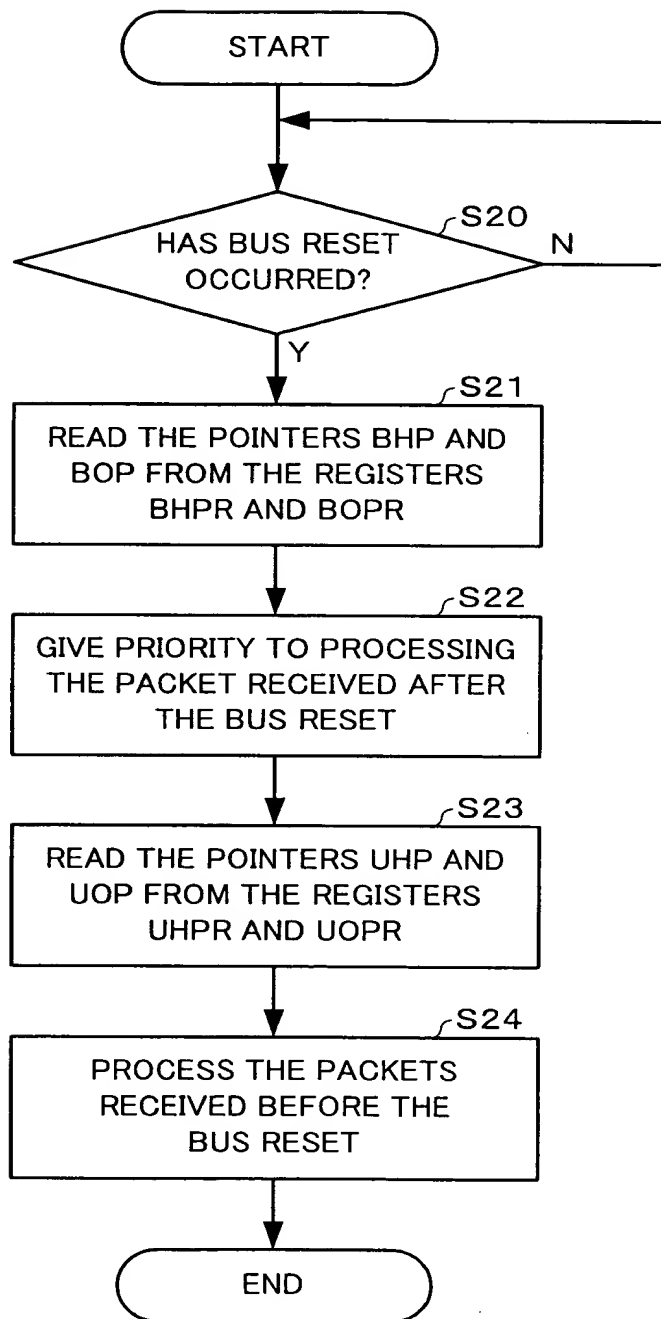 START
S20
HAS BUS RESET
OCCURRED?
N
Y
S21
READ THE POINTERS BHP AND
BOP FROM THE REGISTERS
BHPR AND BOPR
S22
GIVE PRIORITY TO PROCESSING
THE PACKET RECEIVED AFTER
THE BUS RESET
S23
READ THE POINTERS UHP AND
UOP FROM THE REGISTERS
UHPR AND UOPR
S24
PROCESS THE PACKETS
RECEIVED BEFORE THE
BUS RESET
END